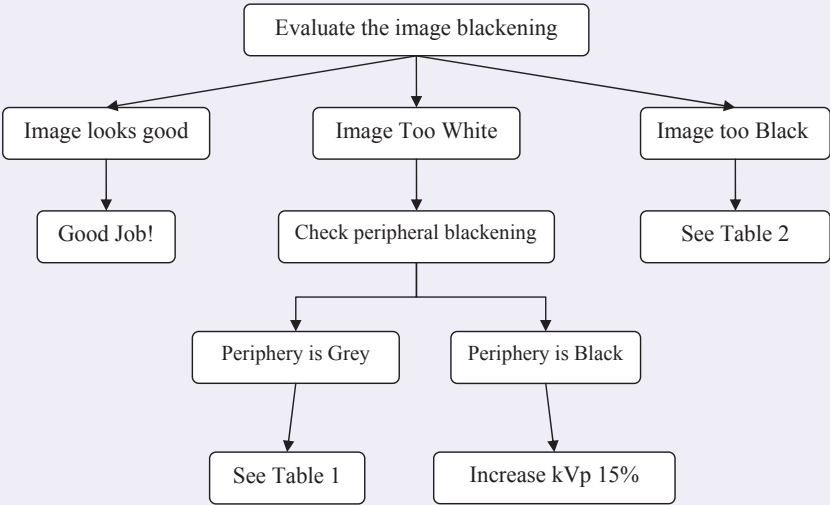 Evaluate the image blackening
Image looks good
Image Too White
Image too Black
Good Job!
Check peripheral blackening
See Table 2
Periphery is Grey
Periphery is Black
See Table 1
Increase kVp 15%